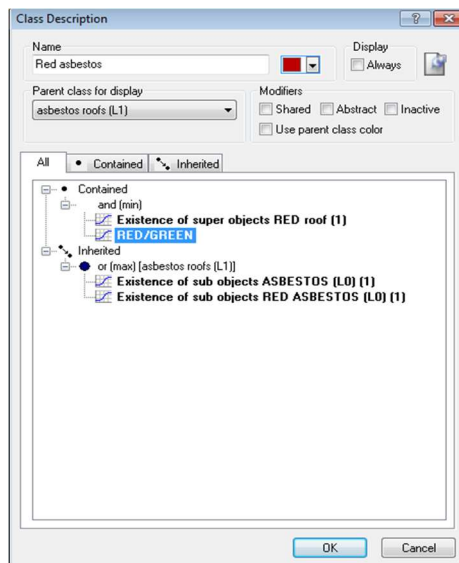 Class Description
Name
Red asbestos
Display
Always
Parent class for display
asbestos roofs (L1)
Modifiers
Shared Abstract Inactive
Use parent class color
All Contained Inherited
Contained
and (min)
Existence of super objects RED roof (1)
RED/GREEN
Inherited
or (max) [asbestos roofs (L1)]
Existence of sub objects ASBESTOS (L0) (1)
Existence of sub objects RED ASBESTOS (L0) (1)
OK Cancel